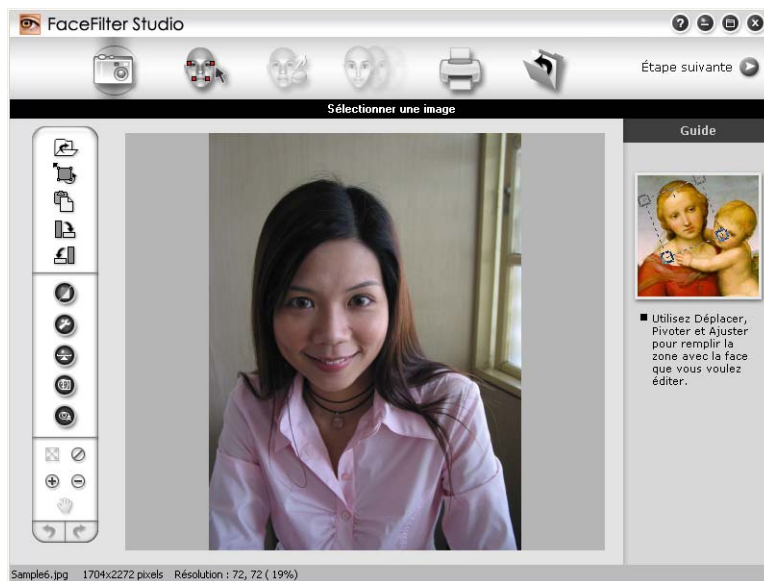 FaceFilter Studio
Étape suivante
Sélectionner une image
Guide
Utilisez Déplacer,
Pivoter et Ajuster
pour remplir la
zone avec la face
que vous voulez
éditer.
Sample6.jpg 1704x2272 pixels Résolution : 72, 72 ( 19%)